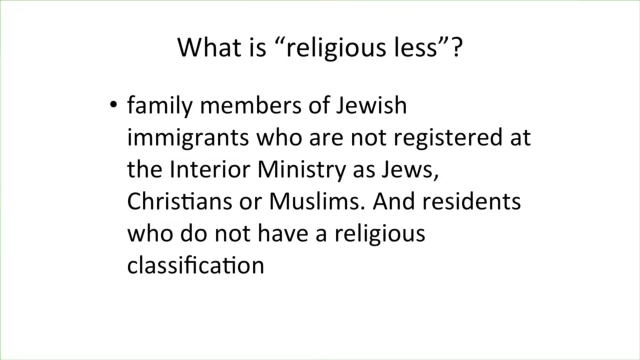 What is “religious less”?
• family members of Jewish
immigrants who are not registered at
the Interior Ministry as Jews,
Christians or Muslims. And residents
who do not have a religious
classification